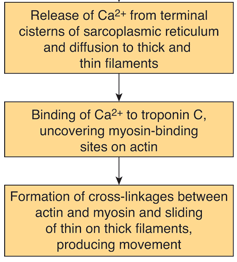 Release of Ca²⁺ from terminal
cisterns of sarcoplasmic reticulum
and diffusion to thick and
thin filaments
Binding of Ca²⁺ to troponin C,
uncovering myosin-binding
sites on actin
Formation of cross-linkages between
actin and myosin and sliding
of thin on thick filaments,
producing movement